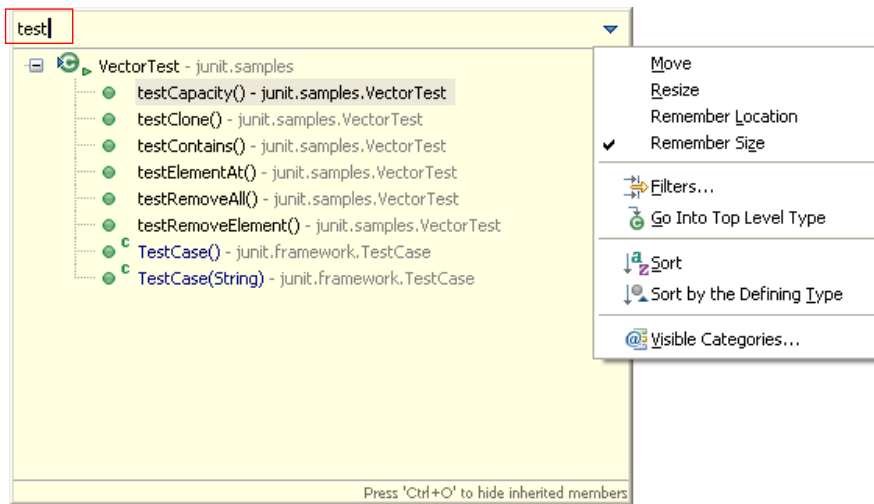 test
VectorTest - junit.samples
testCapacity() - junit.samples.VectorTest
testClone() - junit.samples.VectorTest
testContains() - junit.samples.VectorTest
testElementAt() - junit.samples.VectorTest
testRemoveAll() - junit.samples.VectorTest
testRemoveElement() - junit.samples.VectorTest
TestCase() - junit.framework.TestCase
TestCase(String) - junit.framework.TestCase
Press 'Ctrl+O' to hide inherited members
Move
Resize
Remember Location
Remember Size
Filters...
Go Into Top Level Type
Sort
Sort by the Defining Type
Visible Categories...